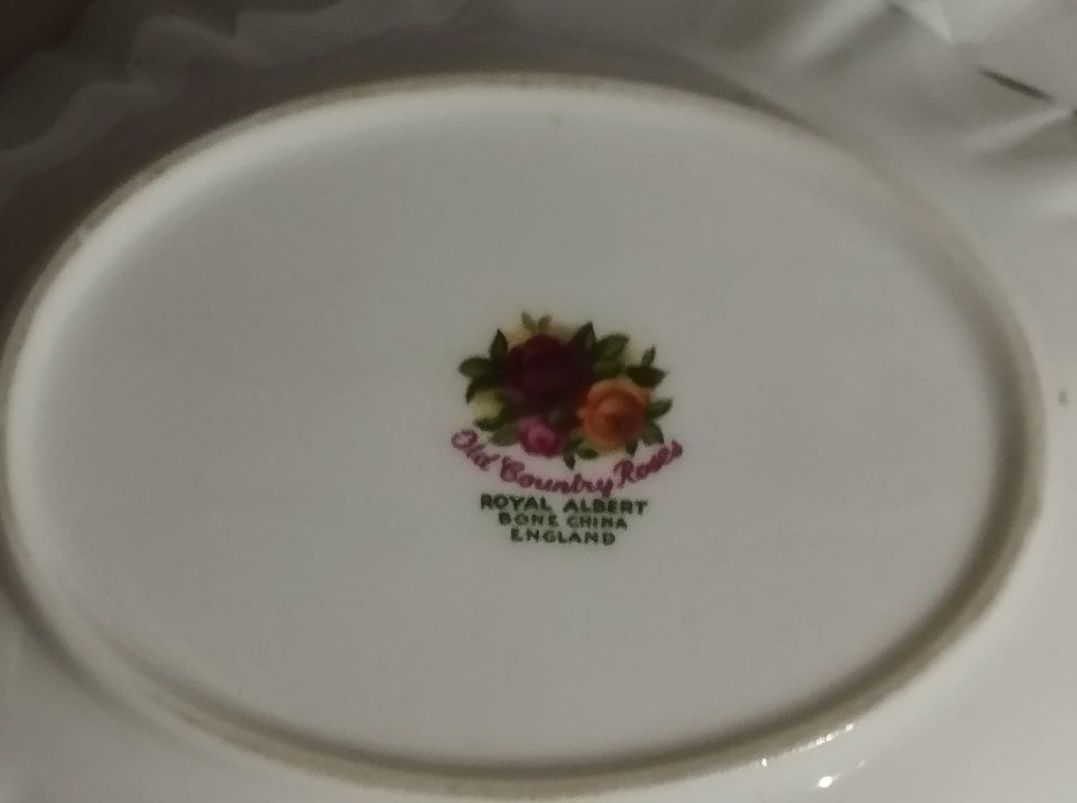 Old Country Roses
ROYAL ALBERT
BONE CHINA
ENGLAND